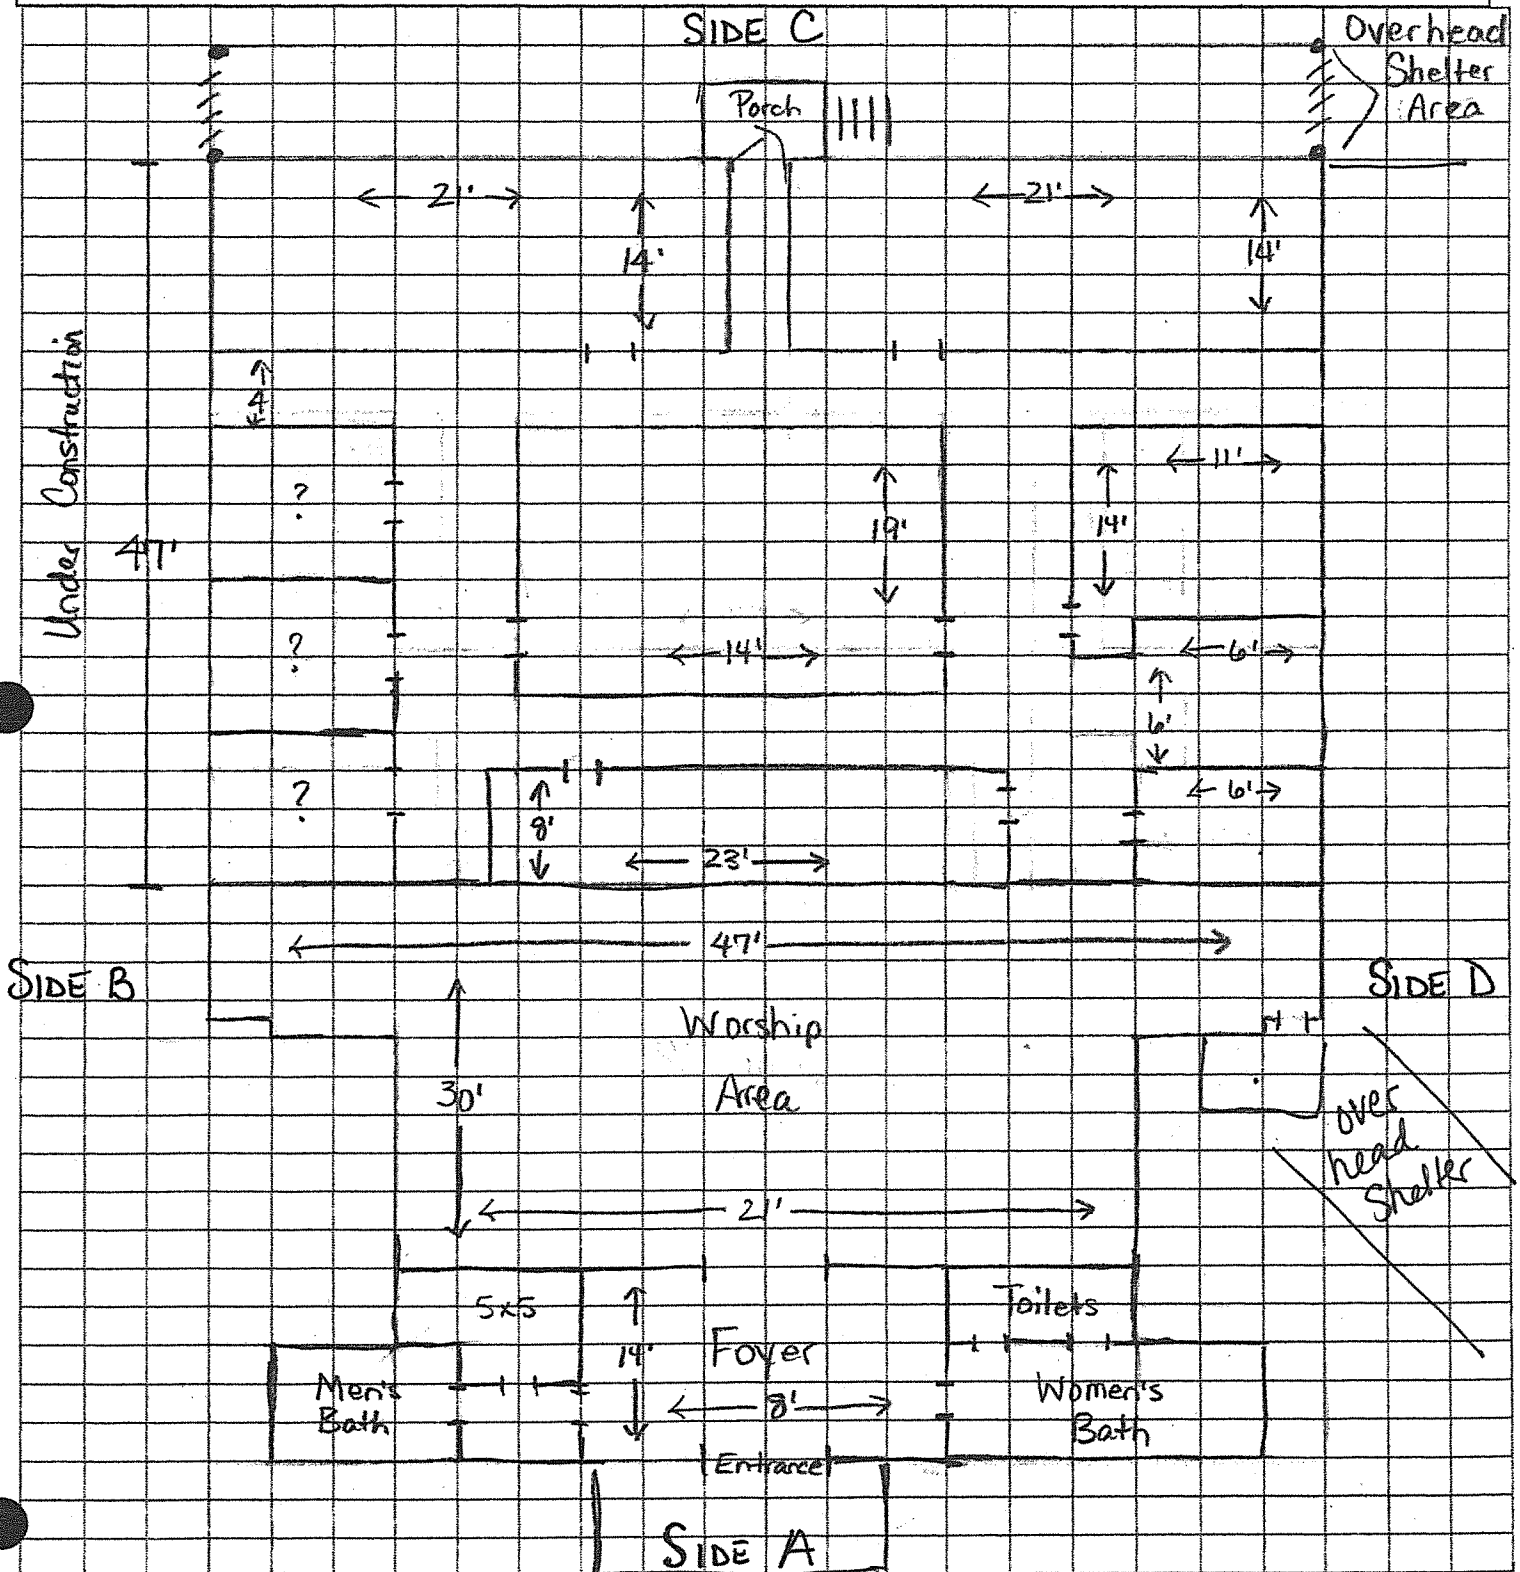 SIDE C
Overhead
Shelter
Area
Porch
21'
21'
14'
14'
4
Under Construction
11'
?
19'
14'
47'
?
14'
6'
6'
?
8'
6'
23'
47'
SIDE B
SIDE D
Worship
Area
30'
over
head
Shelter
21'
5x5
Toilets
14'
Foyer
Men's
Bath
8'
Women's
Bath
Entrance
SIDE A